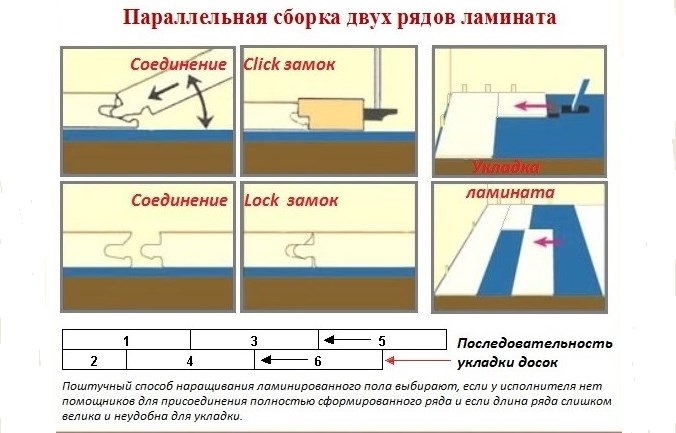 Параллельная сборка двух рядов ламината
Соединение Click замок
Укладка
ламината
Соединение Lock замок
1 3 5
2 4 6
Последовательность
укладки досок
Поштучный способ наращивания ламинированного пола выбирают, если у исполнителя нет
помощников для присоединения полностью сформированного ряда и если длина ряда слишком
велика и неудобна для укладки.